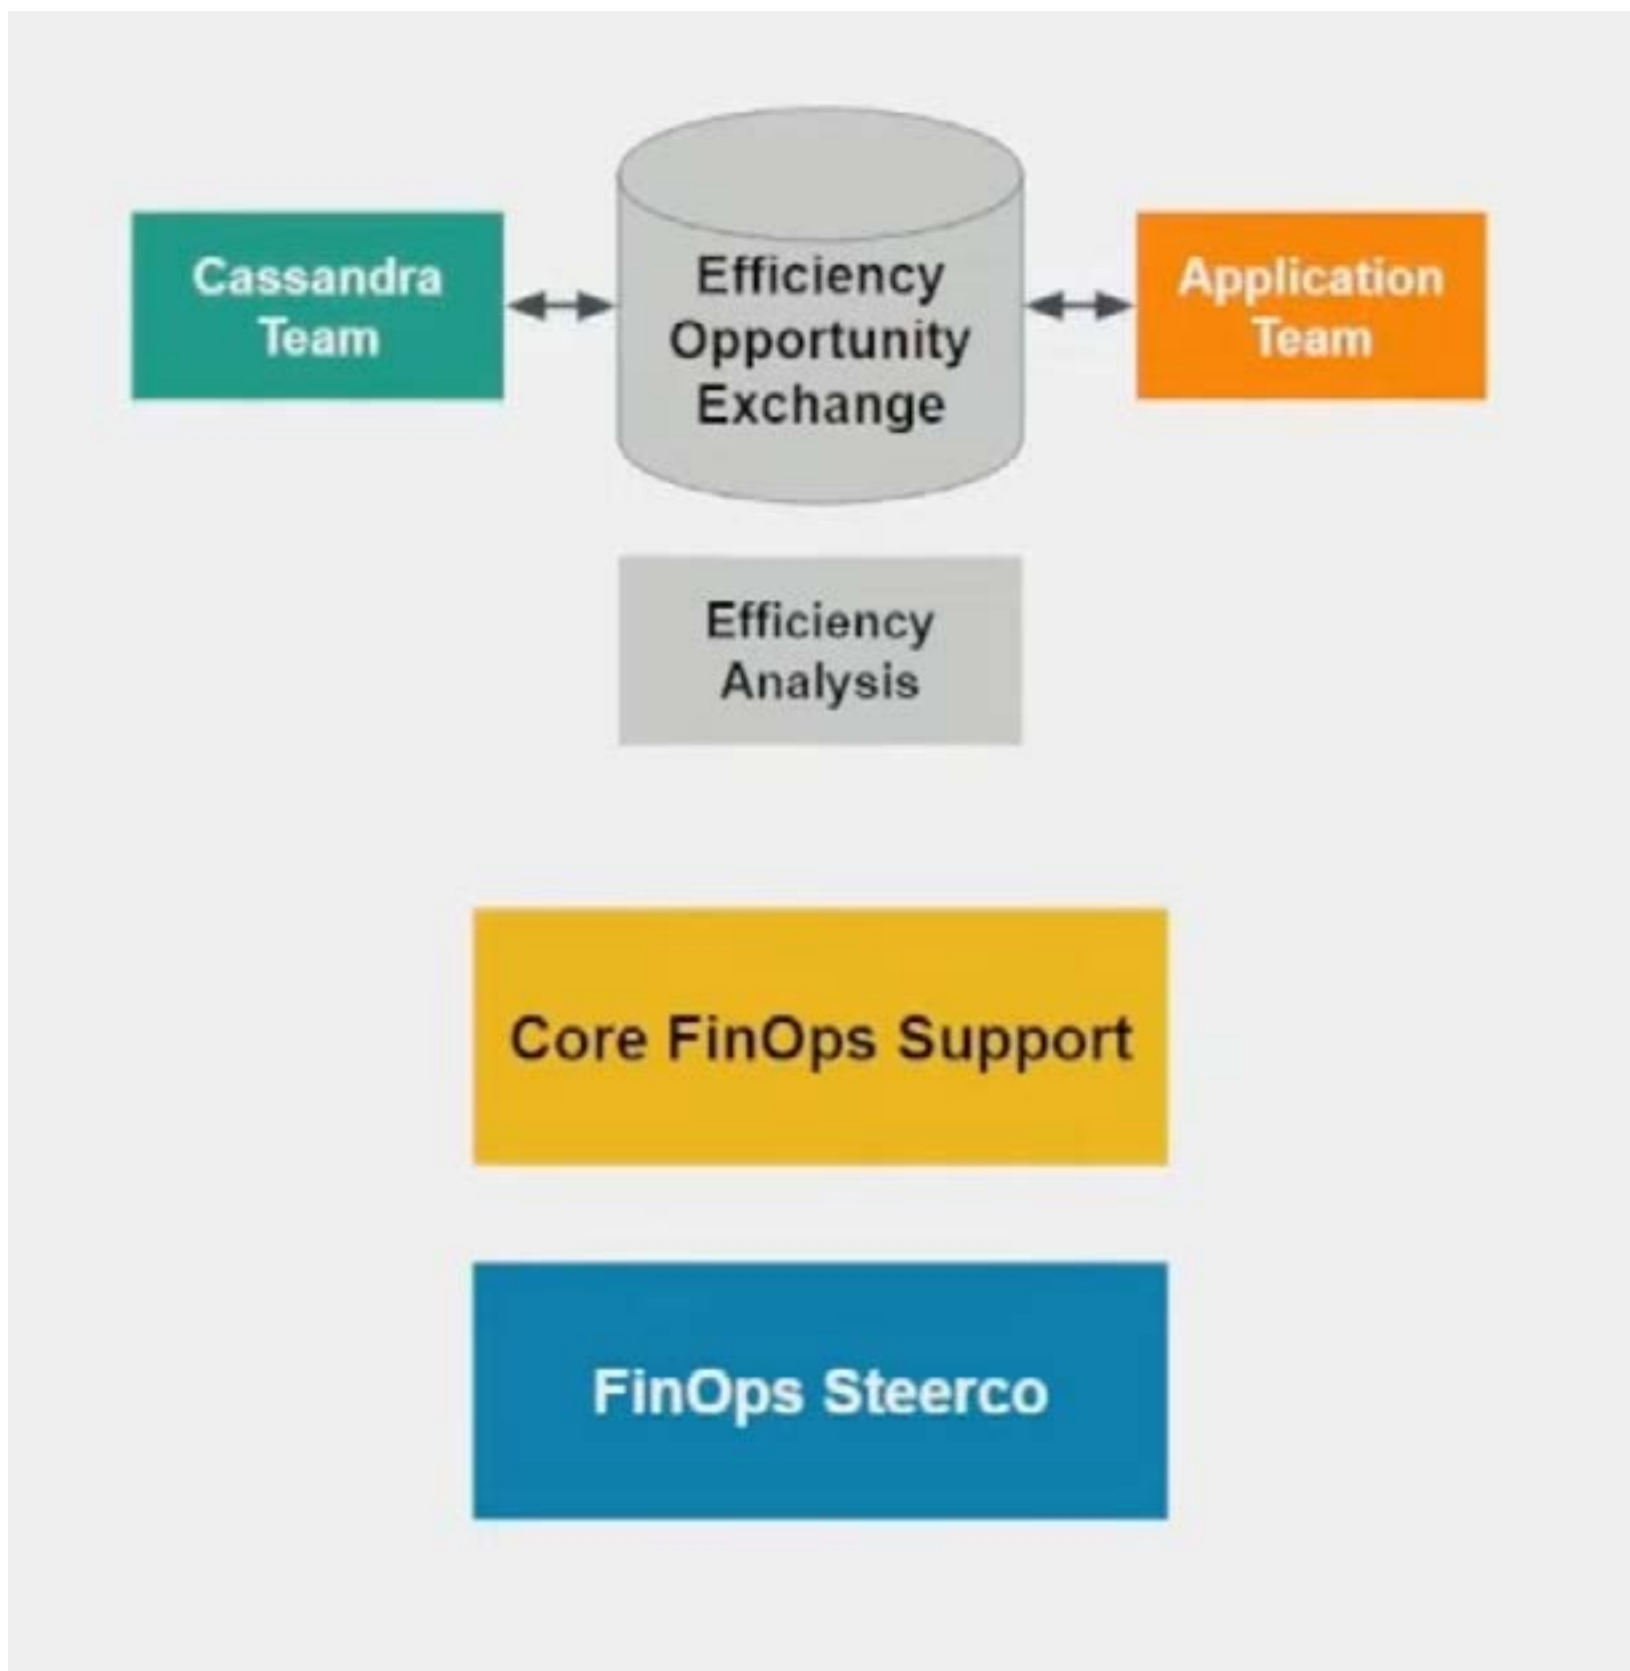 Cassandra
Team
Efficiency
Opportunity
Exchange
Application
Team
Efficiency
Analysis
Core FinOps Support
FinOps Steerco